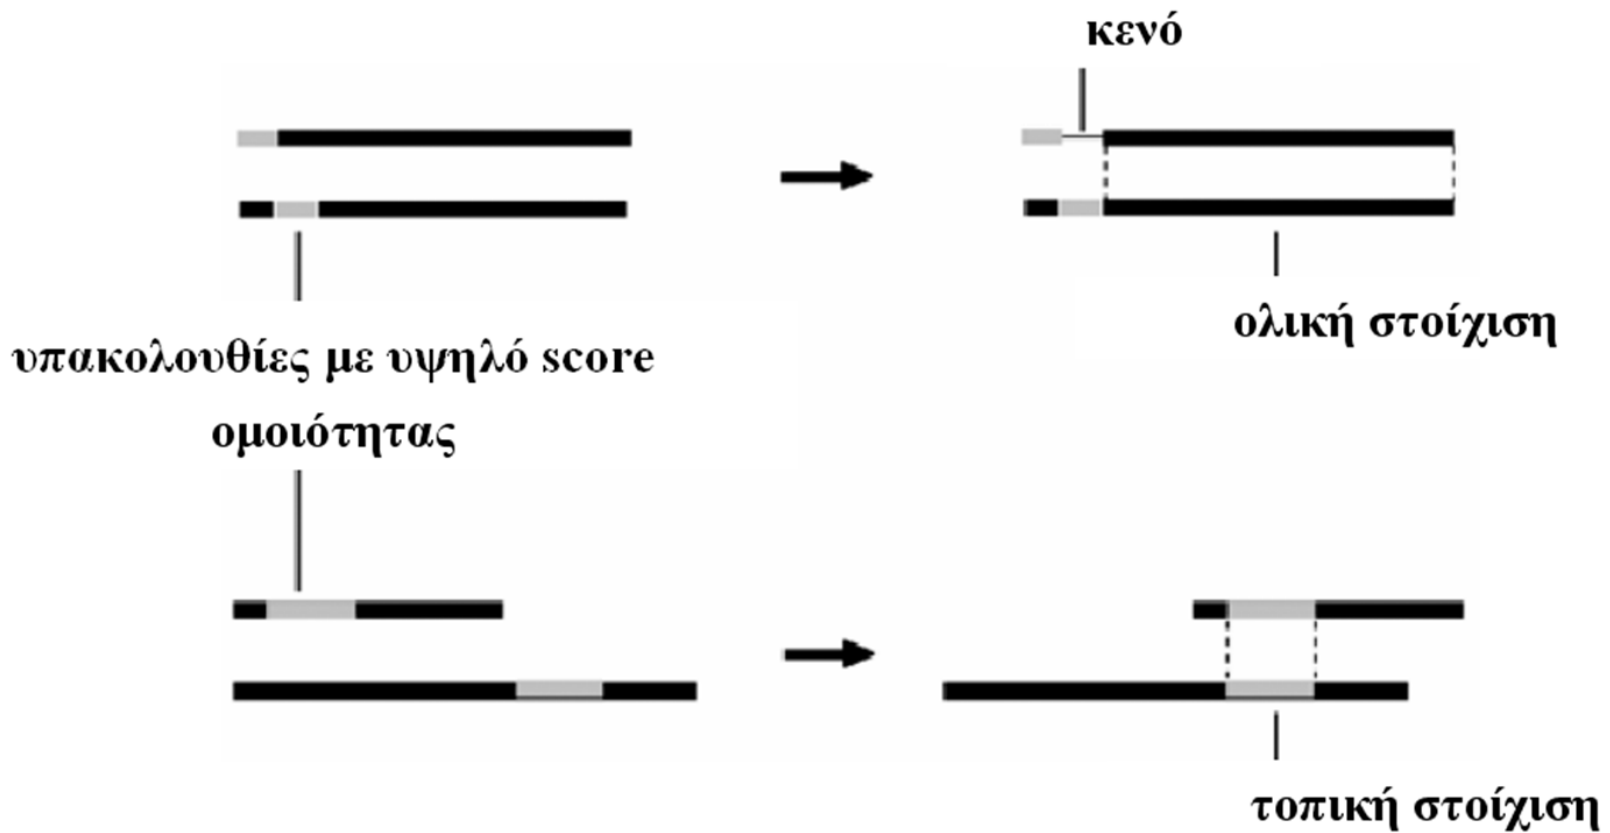 κενό
ολική στοίχιση
υπακολουθίες με υψηλό score
ομοιότητας
τοπική στοίχιση